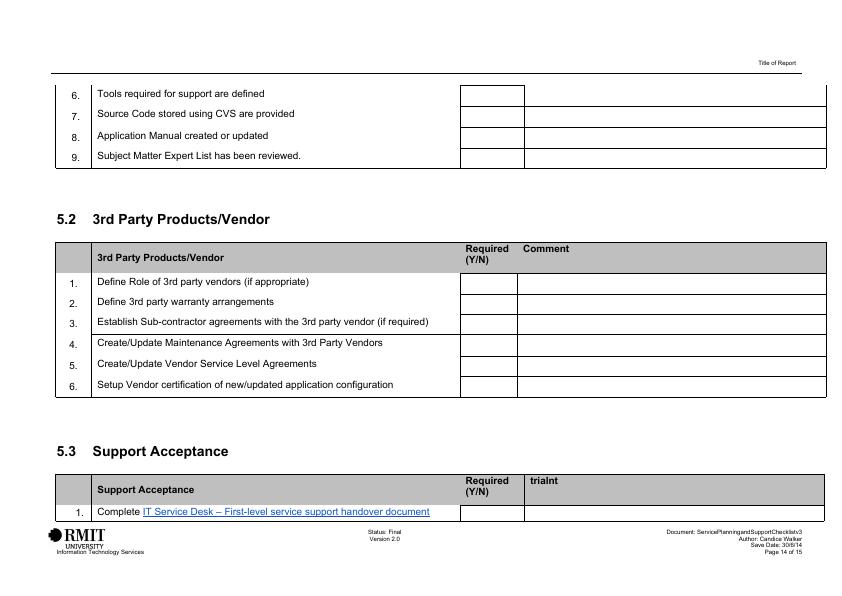 Title of Report
6. Tools required for support are defined
7. Source Code stored using CVS are provided
8. Application Manual created or updated
9. Subject Matter Expert List has been reviewed.
5.2 3rd Party Products/Vendor
3rd Party Products/Vendor Required (Y/N) Comment
1. Define Role of 3rd party vendors (if appropriate)
2. Define 3rd party warranty arrangements
3. Establish Sub-contractor agreements with the 3rd party vendor (if required)
4. Create/Update Maintenance Agreements with 3rd Party Vendors
5. Create/Update Vendor Service Level Agreements
6. Setup Vendor certification of new/updated application configuration
5.3 Support Acceptance
Support Acceptance Required (Y/N) triaInt
1. Complete IT Service Desk – First-level service support handover document
RMIT
UNIVERSITY
Information Technology Services
Status: Final
Version 2.0
Document: ServicePlanningandSupportChecklistv3
Author: Candice Walker
Save Date: 30/6/14
Page 14 of 15